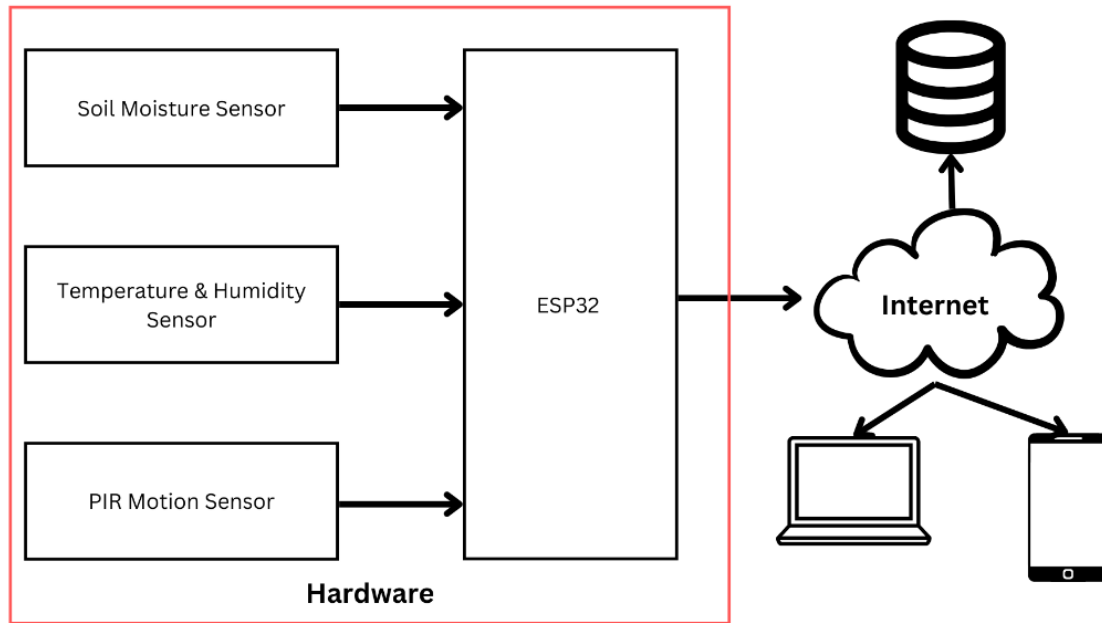 Soil Moisture Sensor
Temperature & Humidity
Sensor
PIR Motion Sensor
ESP32
Internet
Hardware